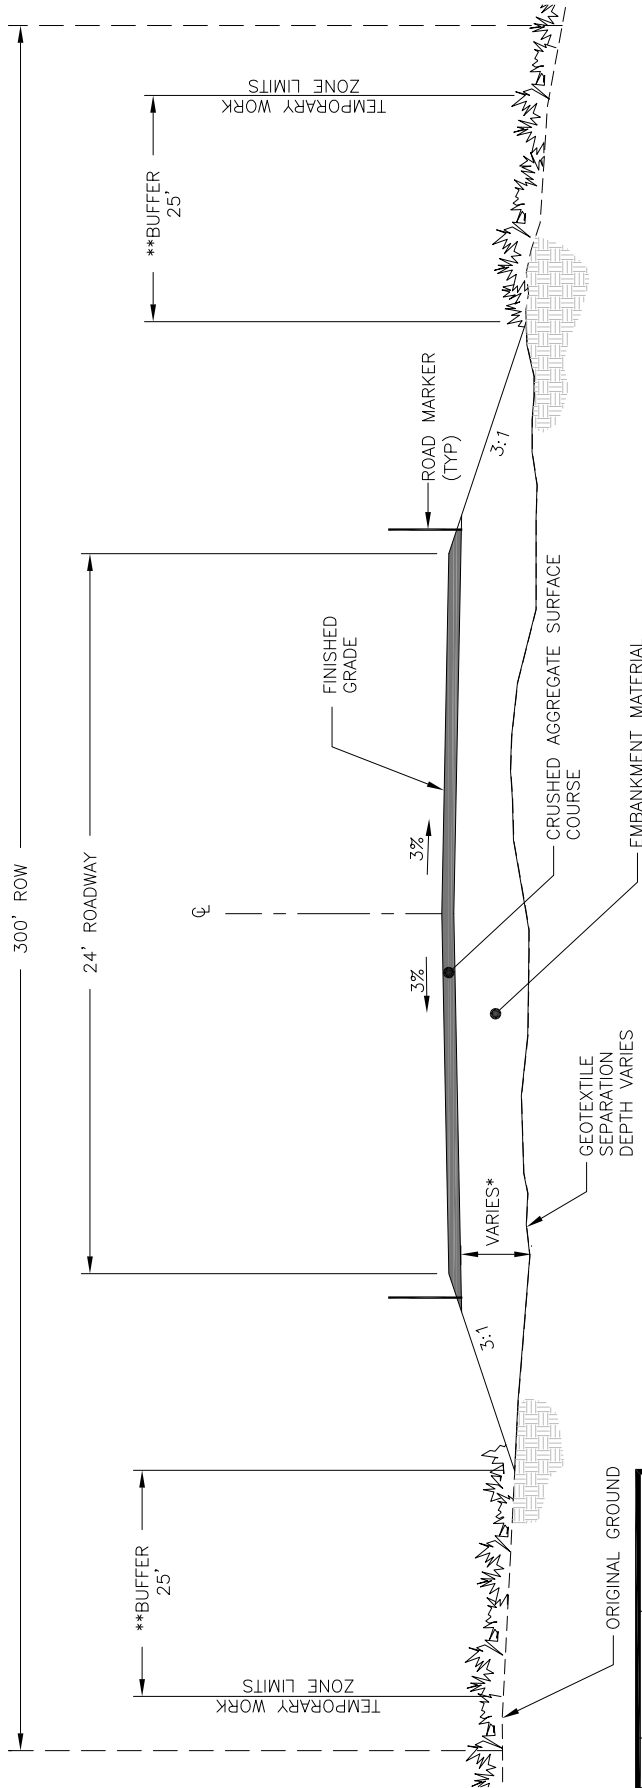 300' ROW
24' ROADWAY
**BUFFER
25'
TEMPORARY WORK
ZONE LIMITS
**BUFFER
25'
TEMPORARY WORK
ZONE LIMITS
℄
FINISHED
GRADE
ROAD MARKER
(TYP)
3%
3%
3:1
3:1
VARIES*
CRUSHED AGGREGATE SURFACE
COURSE
EMBANKMENT MATERIAL
GEOTEXTILE
SEPARATION
DEPTH VARIES
ORIGINAL GROUND